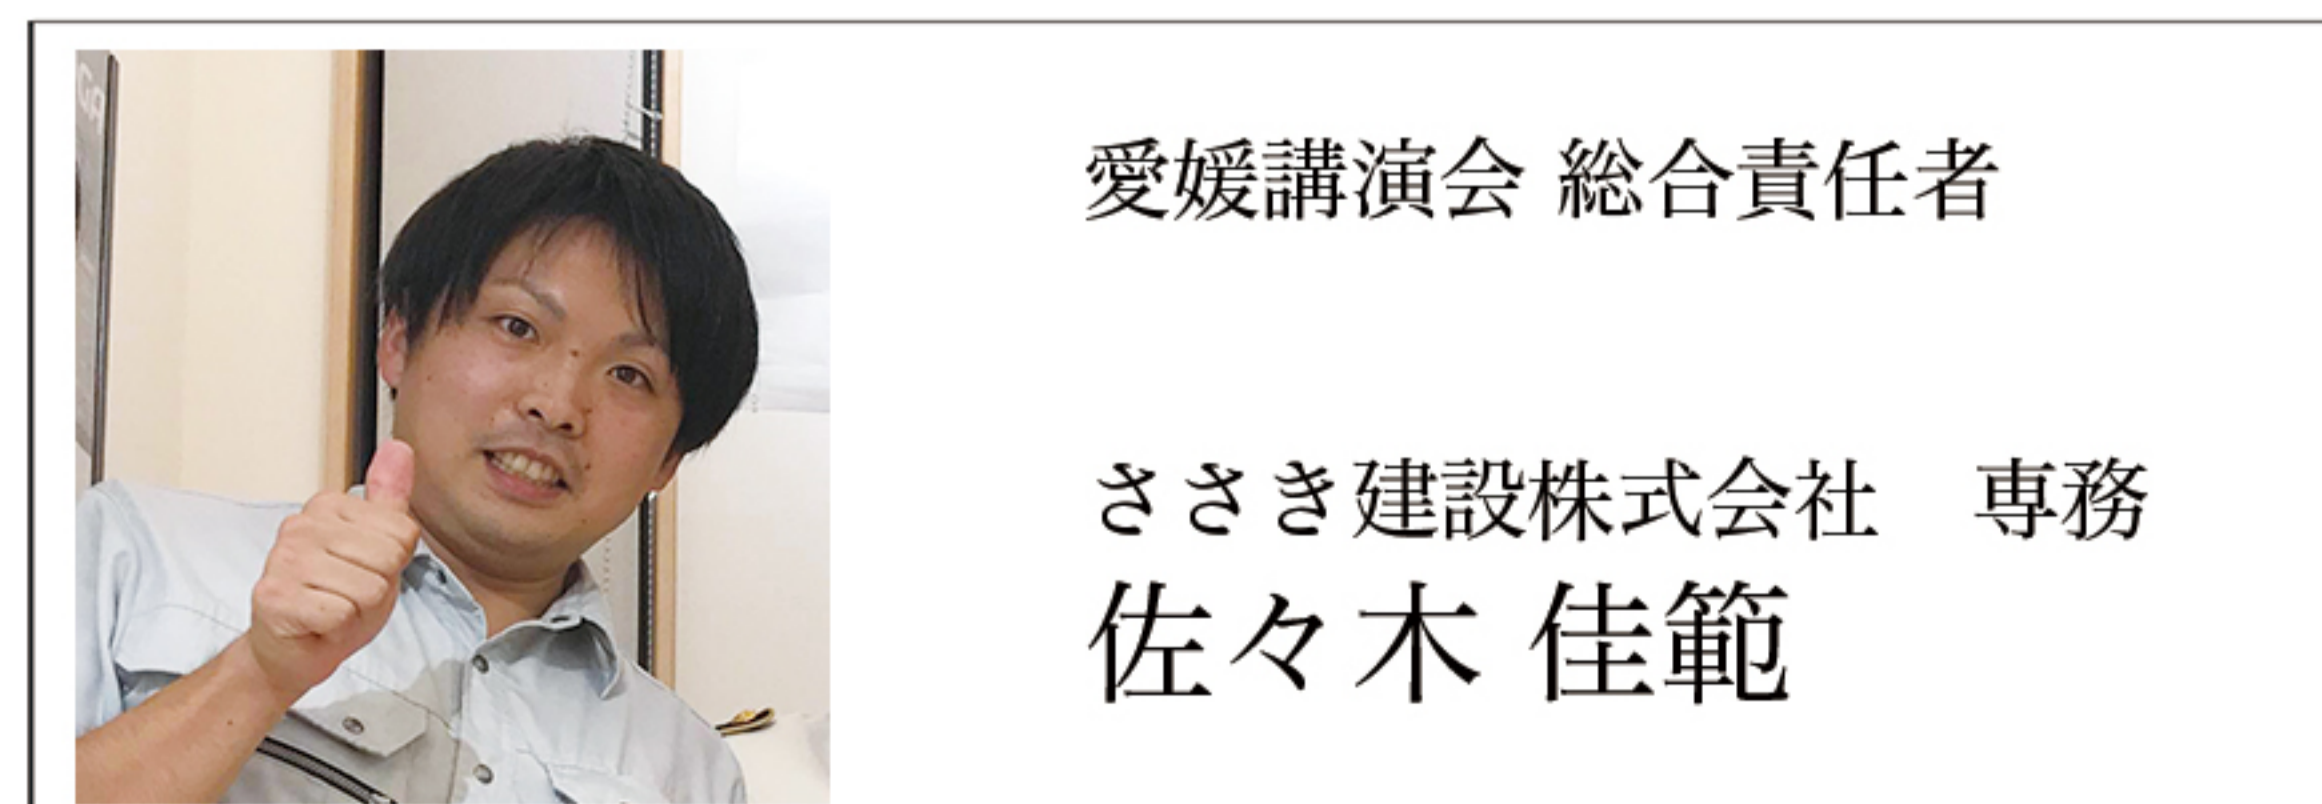 愛媛講演会 総合責任者
ささき建設株式会社　専務
佐々木 佳範